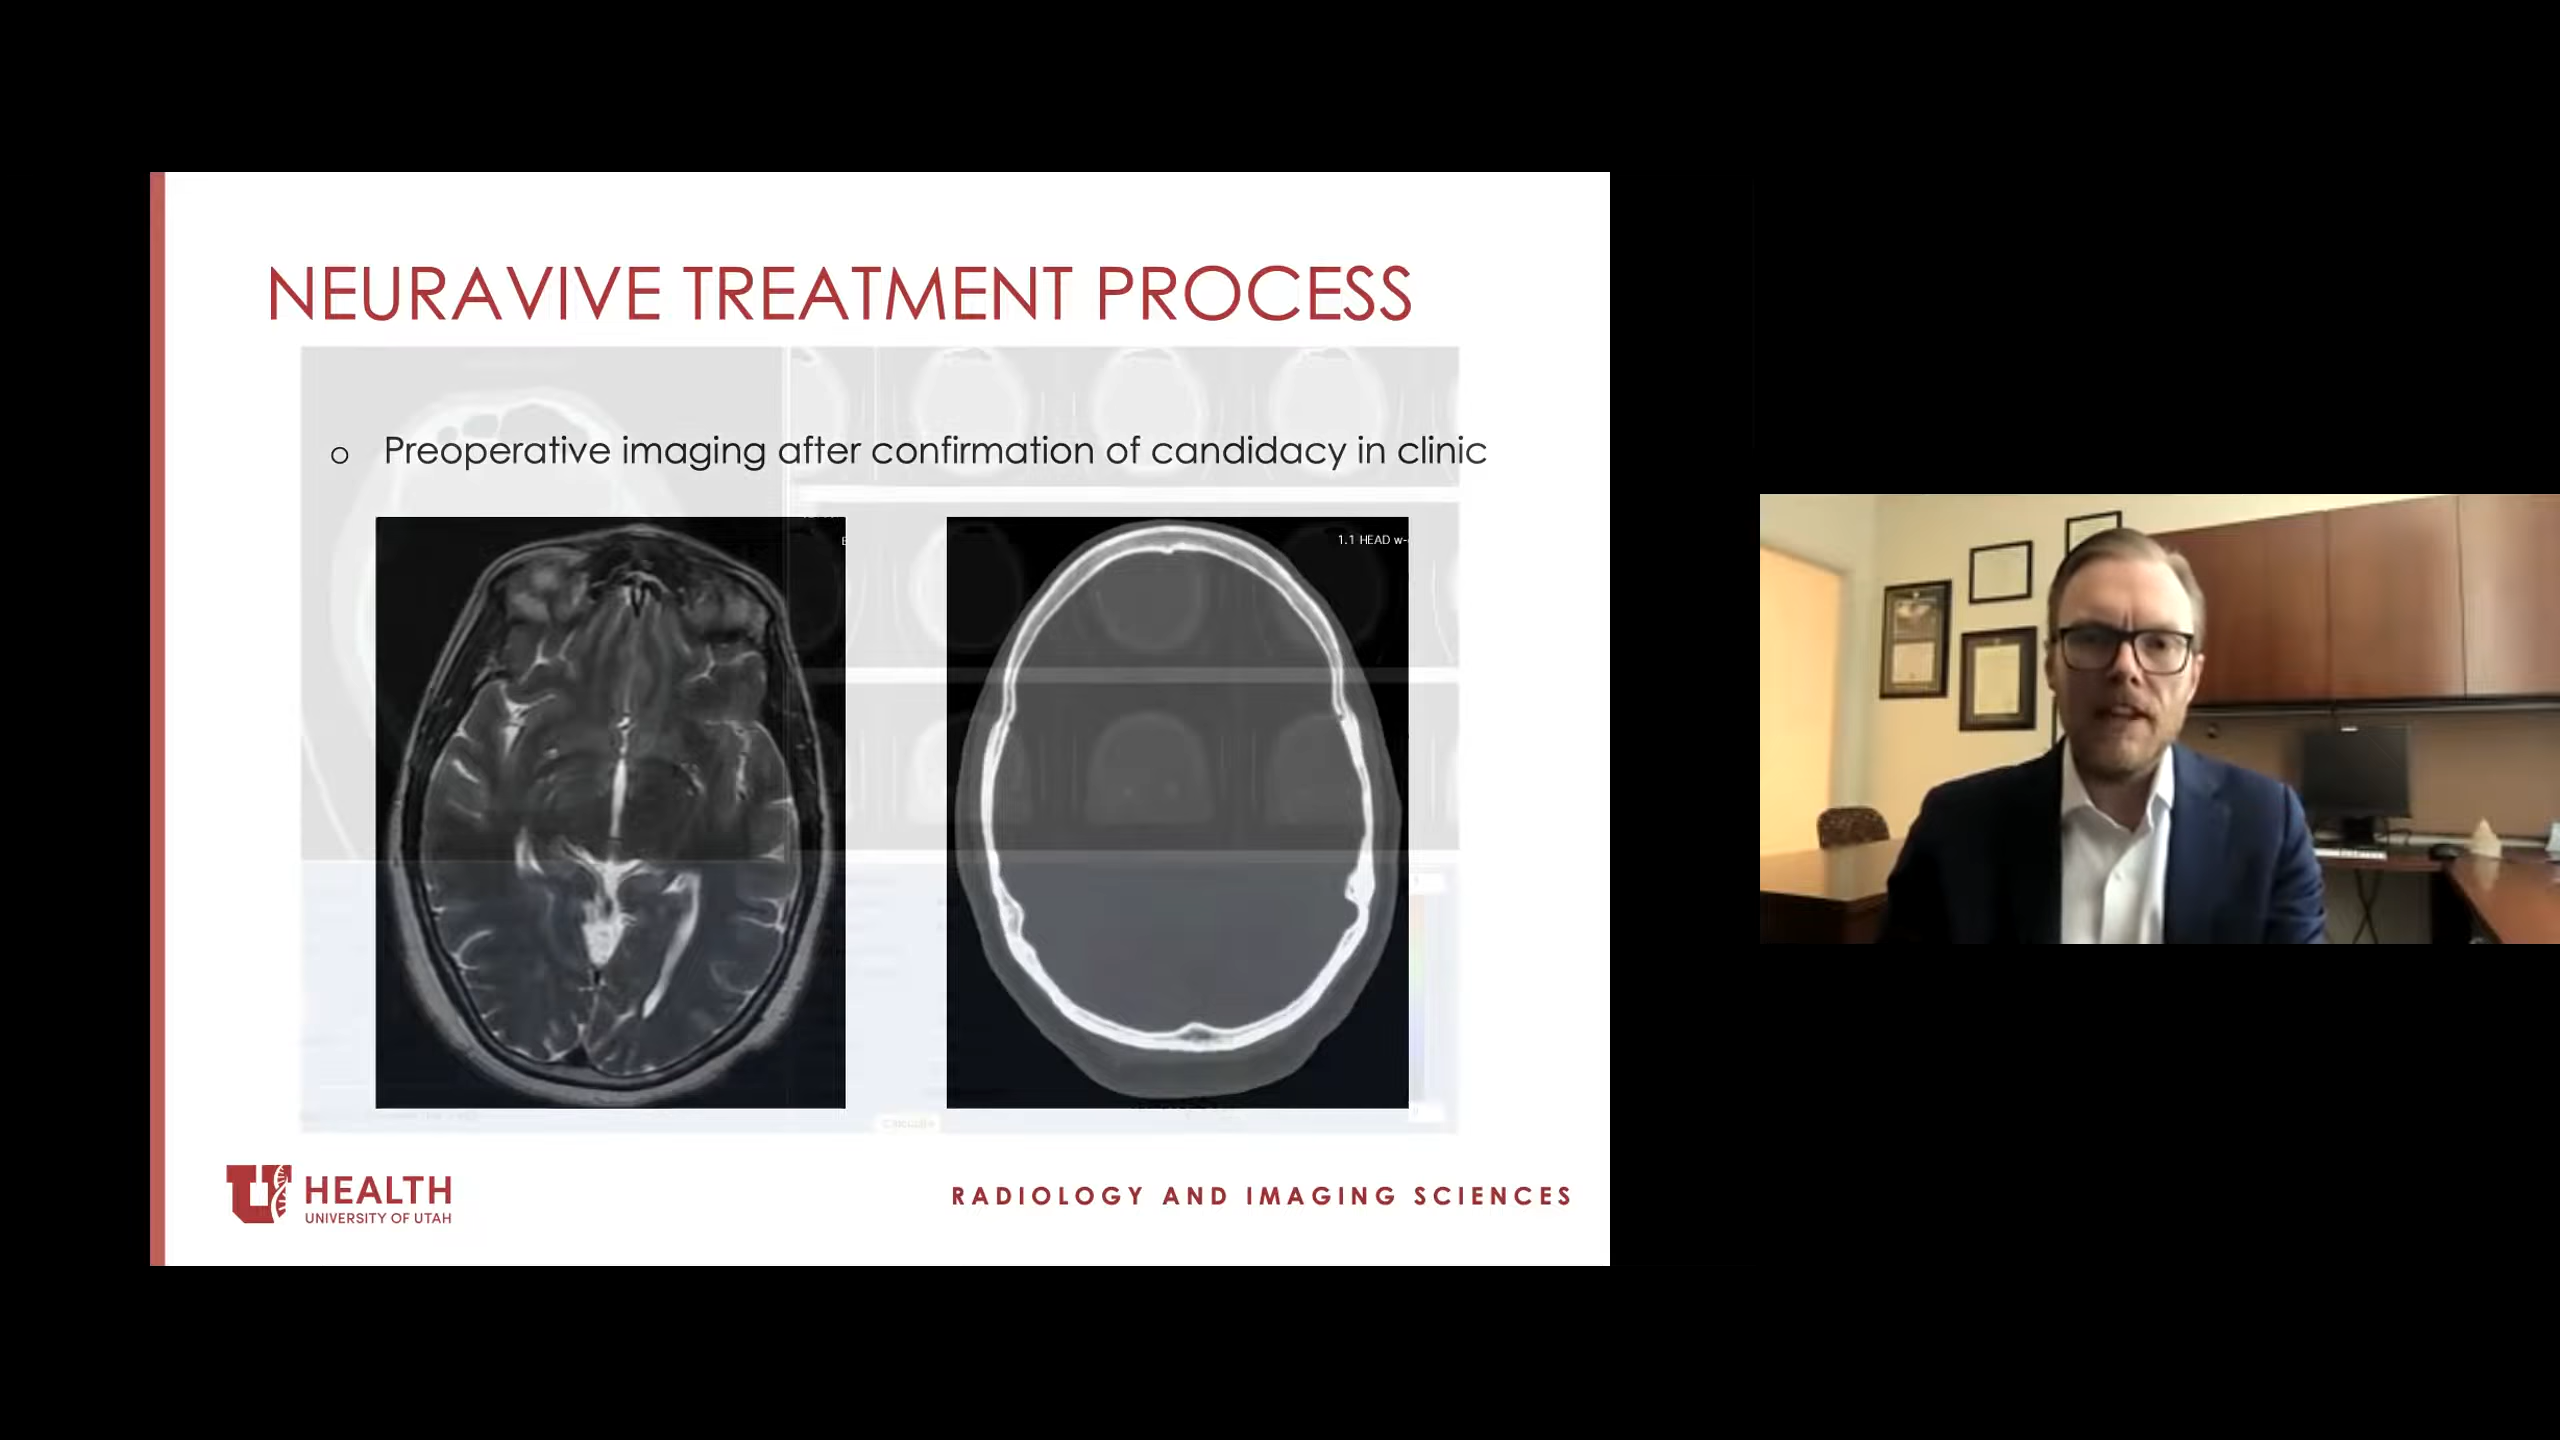 NEURAVIVE TREATMENT PROCESS
o Preoperative imaging after confirmation of candidacy in clinic
1.1 HEAD w-
HEALTH
UNIVERSITY OF UTAH
RADIOLOGY AND IMAGING SCIENCES